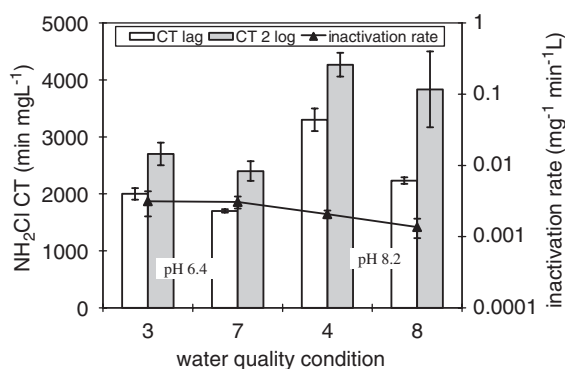 CT lag CT 2 log inactivation rate
NH₂Cl CT
(min mgL⁻¹)
5000
4000
3000
2000
1000
0
pH 6.4
pH 8.2
1
0.1
0.01
0.001
0.0001
inactivation rate (mg⁻¹ min⁻¹L)
3 7 4 8
water quality condition